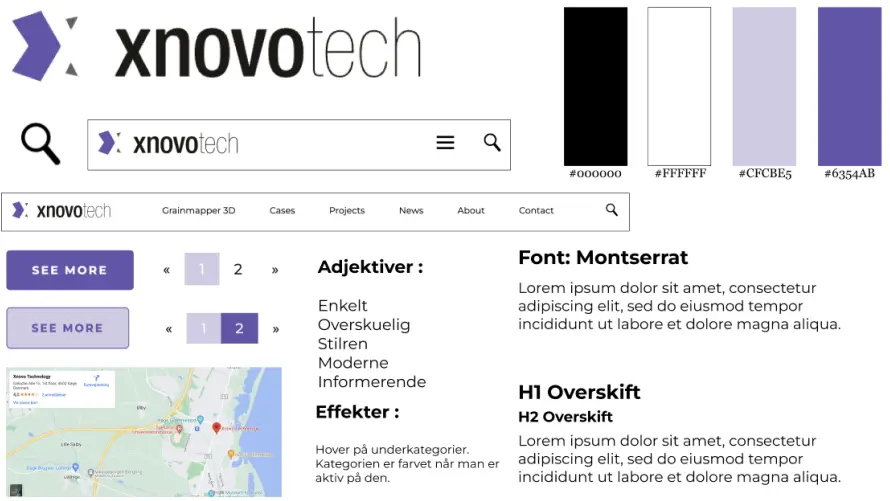 xnovotech
#000000
#FFFFFF
#CFCBE5
#6354AB
xnovotech
xnovotech
Grainmapper 3D
Cases
Projects
News
About
Contact
SEE MORE
« 1 2 »
SEE MORE
« 1 2 »
Xnovo Technology
Adjektiver :
Enkelt
Overskuelig
Stilren
Moderne
Informerende
Effekter :
Hover på underkategorier.
Kategorien er farvet når man er
aktiv på den.
Font: Montserrat
Lorem ipsum dolor sit amet, consectetur
adipiscing elit, sed do eiusmod tempor
incididunt ut labore et dolore magna aliqua.
H1 Overskift
H2 Overskift
Lorem ipsum dolor sit amet, consectetur
adipiscing elit, sed do eiusmod tempor
incididunt ut labore et dolore magna aliqua.